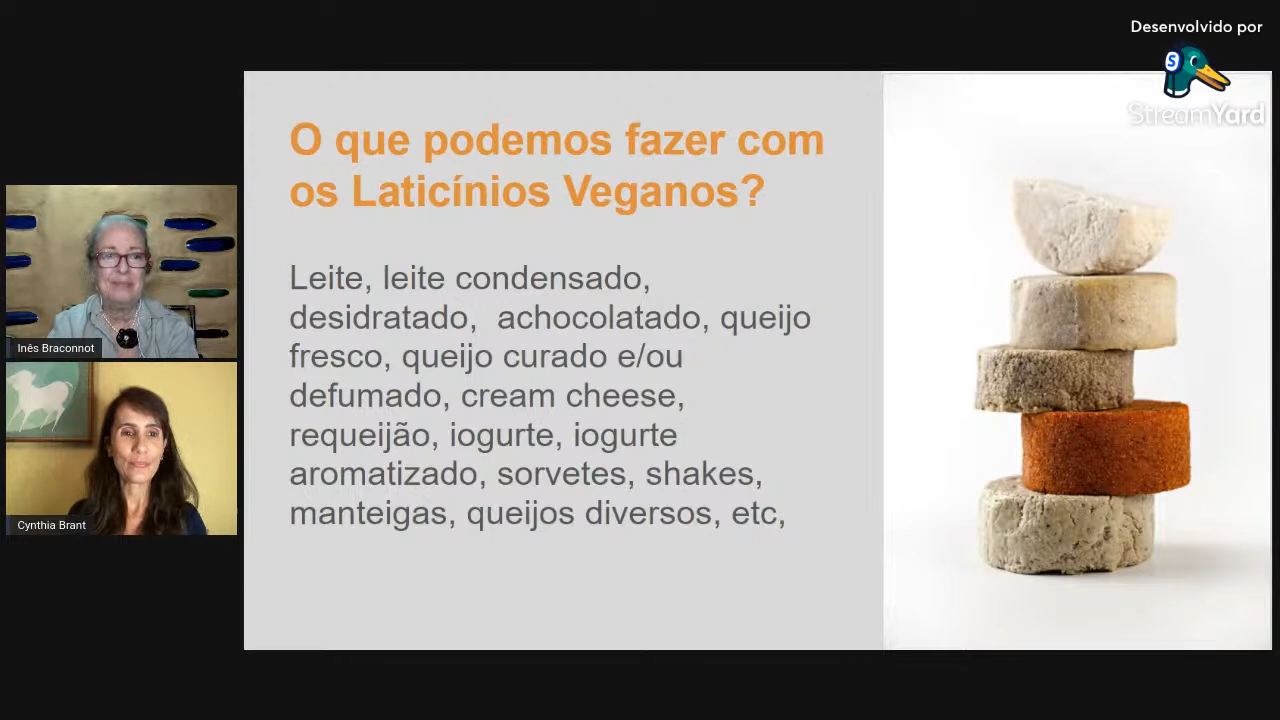 Desenvolvido por
S
StreamYard
O que podemos fazer com
os Laticínios Veganos?
Leite, leite condensado,
desidratado,  achocolatado, queijo
fresco, queijo curado e/ou
defumado, cream cheese,
requeijão, iogurte, iogurte
aromatizado, sorvetes, shakes,
manteigas, queijos diversos, etc,
Inês Braconnot
Cynthia Brant